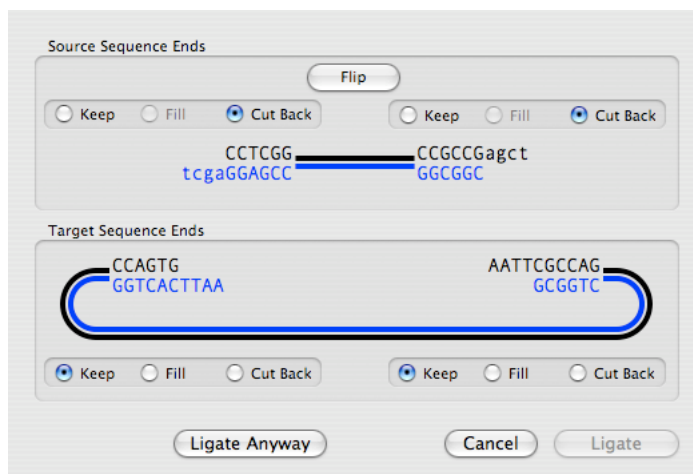 Source Sequence Ends
Flip
Keep Fill Cut Back Keep Fill Cut Back
CCTCGG CCGCCGagct
tcgaGGAGCC GGCGGC
Target Sequence Ends
CCAGTG AATTCGCCAG
GGTCACTTAA GCGGTC
Keep Fill Cut Back Keep Fill Cut Back
Ligate Anyway Cancel Ligate